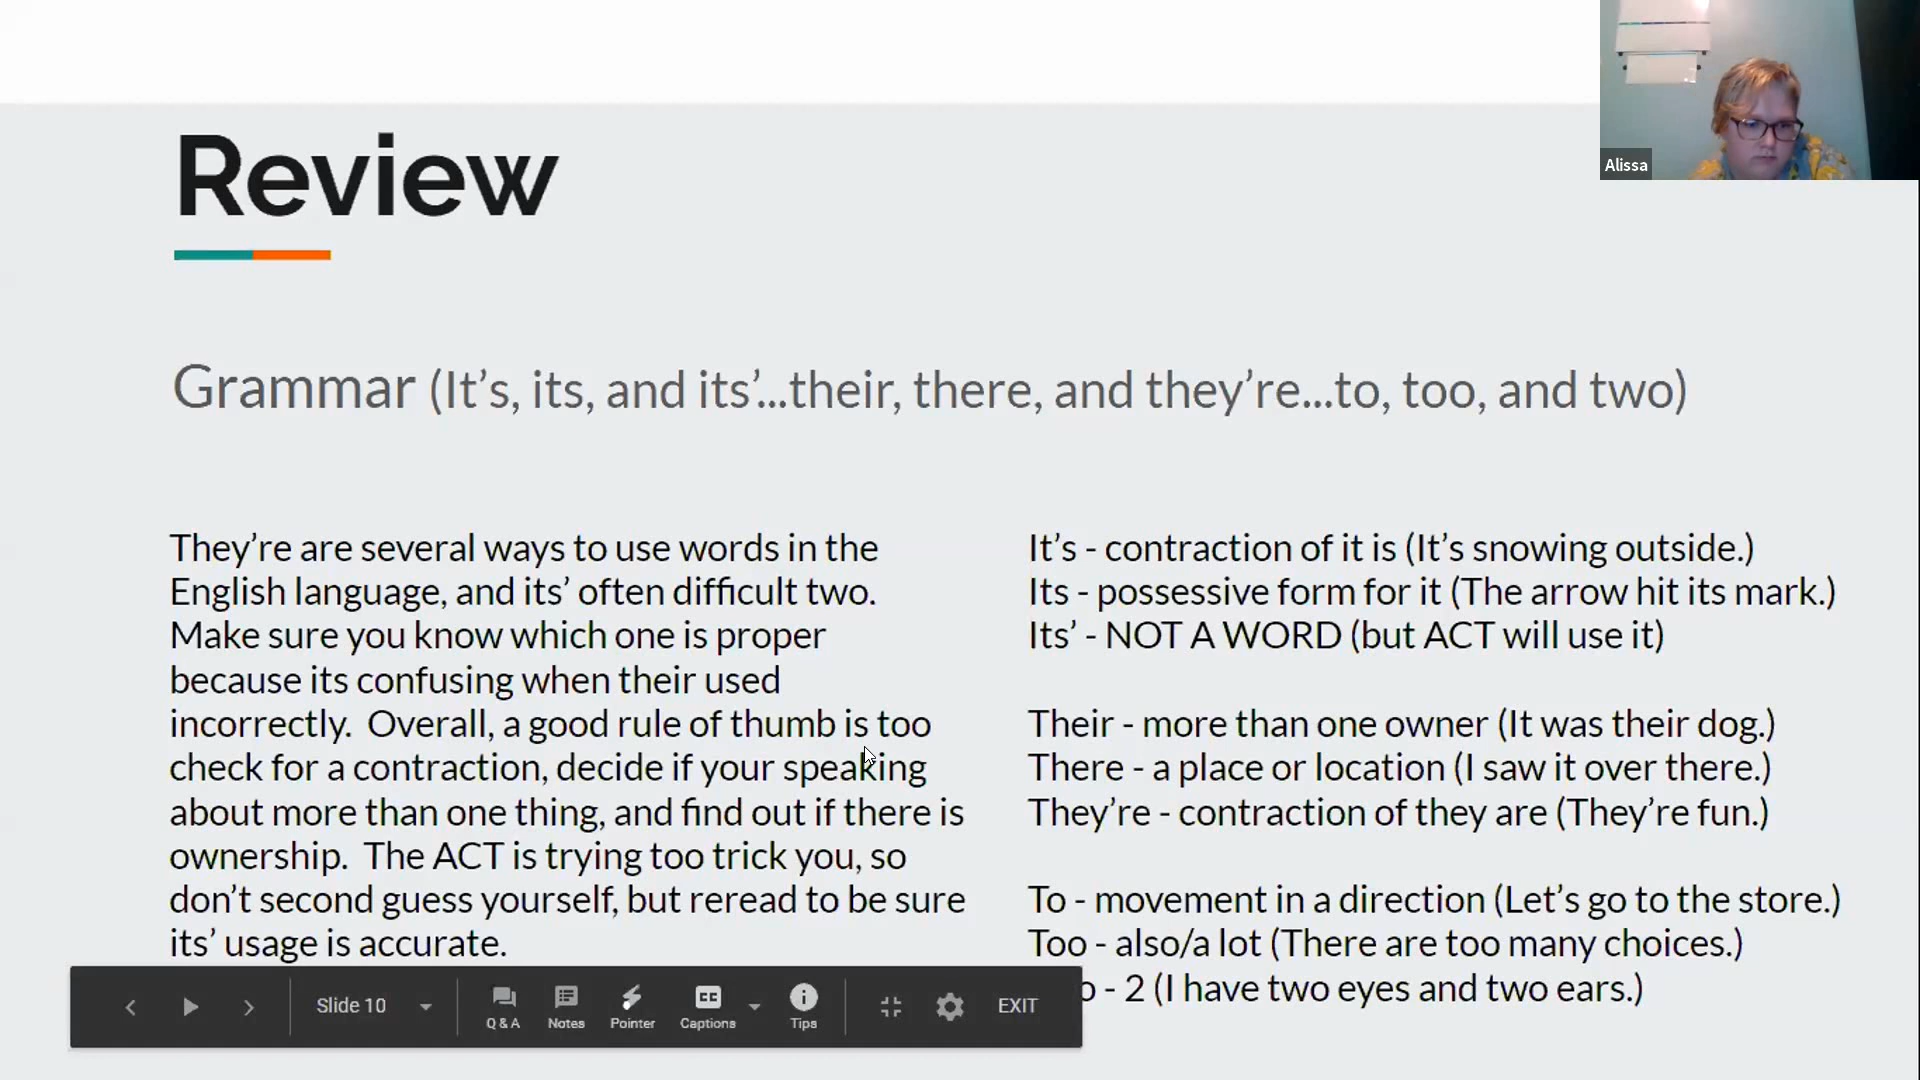 Review
Alissa
Grammar (It’s, its, and its’...their, there, and they’re...to, too, and two)
They’re are several ways to use words in the
English language, and its’ often difficult two.
Make sure you know which one is proper
because its confusing when their used
incorrectly.  Overall, a good rule of thumb is too
check for a contraction, decide if your speaking
about more than one thing, and find out if there is
ownership.  The ACT is trying too trick you, so
don’t second guess yourself, but reread to be sure
its’ usage is accurate.
It’s - contraction of it is (It’s snowing outside.)
Its - possessive form for it (The arrow hit its mark.)
Its’ - NOT A WORD (but ACT will use it)
Their - more than one owner (It was their dog.)
There - a place or location (I saw it over there.)
They’re - contraction of they are (They’re fun.)
To - movement in a direction (Let’s go to the store.)
Too - also/a lot (There are too many choices.)
- 2 (I have two eyes and two ears.)
Slide 10
Q & A
Notes
Pointer
Captions
Tips
EXIT